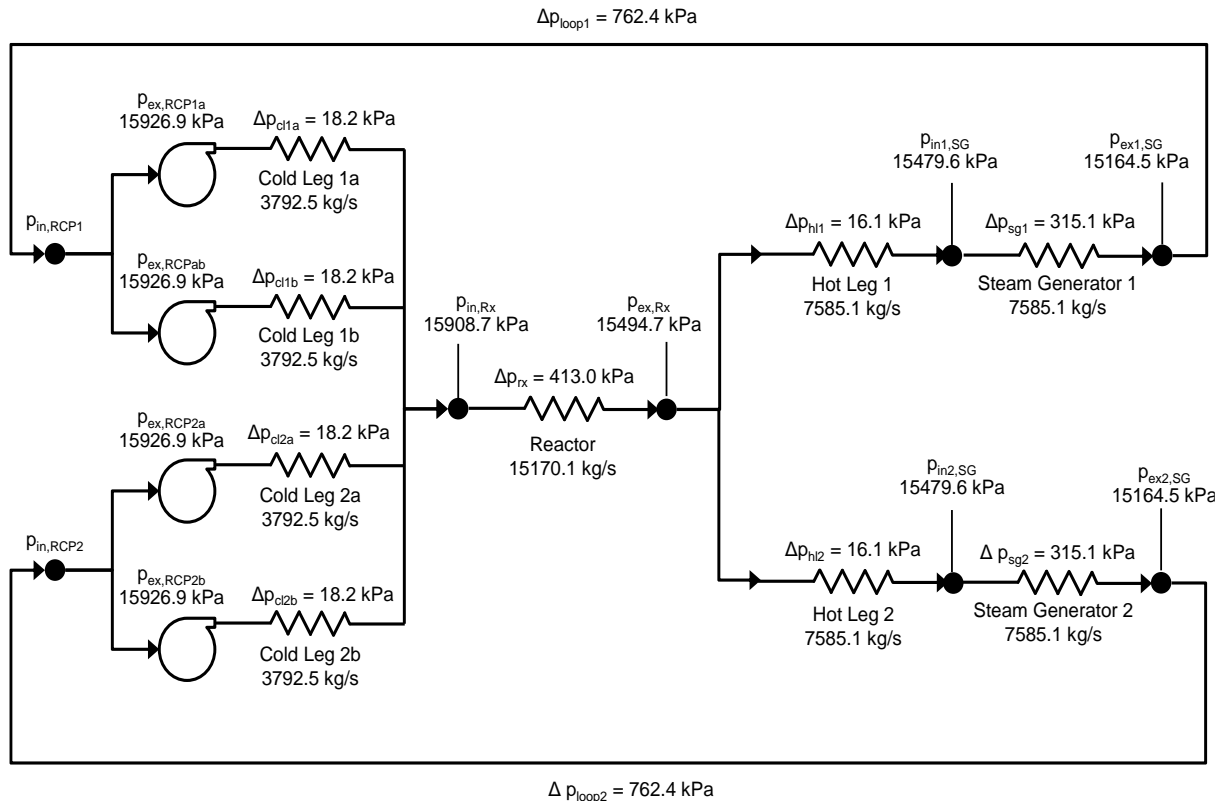 Δp_loop1 = 762.4 kPa
p_ex,RCP1a
15926.9 kPa
Δp_cl1a = 18.2 kPa
Cold Leg 1a
3792.5 kg/s
p_in,RCP1
p_ex,RCPab
15926.9 kPa
Δp_cl1b = 18.2 kPa
Cold Leg 1b
3792.5 kg/s
p_ex,RCP2a
15926.9 kPa
Δp_cl2a = 18.2 kPa
Cold Leg 2a
3792.5 kg/s
p_in,RCP2
p_ex,RCP2b
15926.9 kPa
Δp_cl2b = 18.2 kPa
Cold Leg 2b
3792.5 kg/s
p_in,Rx
15908.7 kPa
Δp_rx = 413.0 kPa
Reactor
15170.1 kg/s
p_ex,Rx
15494.7 kPa
p_in1,SG
15479.6 kPa
p_ex1,SG
15164.5 kPa
Δp_hl1 = 16.1 kPa
Hot Leg 1
7585.1 kg/s
Δp_sg1 = 315.1 kPa
Steam Generator 1
7585.1 kg/s
p_in2,SG
15479.6 kPa
p_ex2,SG
15164.5 kPa
Δp_hl2 = 16.1 kPa
Hot Leg 2
7585.1 kg/s
Δ p_sg2 = 315.1 kPa
Steam Generator 2
7585.1 kg/s
Δ p_loop2 = 762.4 kPa